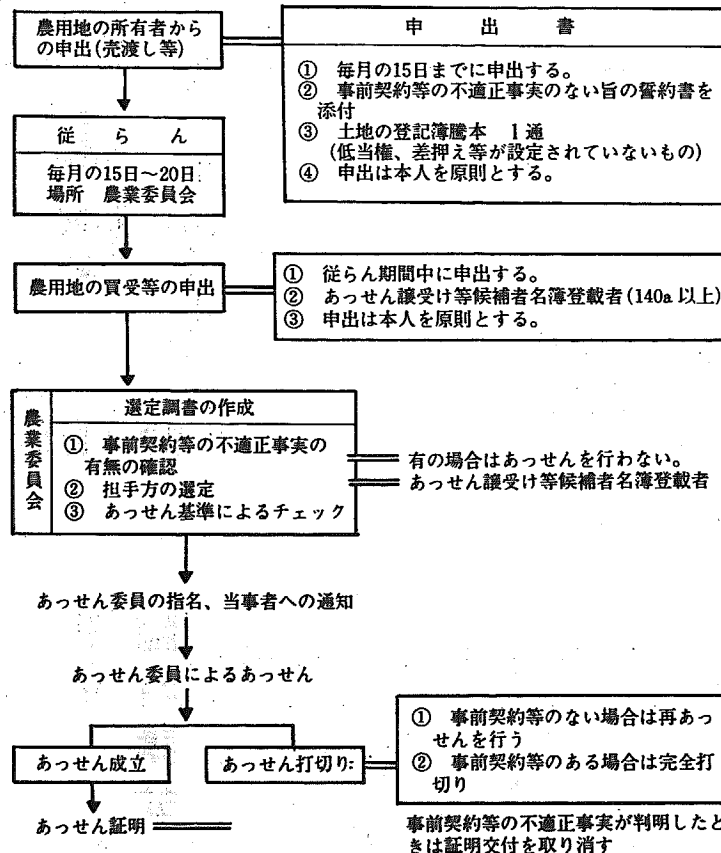 農用地の所有者から
の申出(売渡し等)
申出書
① 毎月の15日までに申出する。
② 事前契約等の不適正事実のない旨の誓約書を
添付
③ 土地の登記簿謄本 1通
(低当権、差押え等が設定されていないもの)
④ 申出は本人を原則とする。
従らん
毎月の15日～20日
場所 農業委員会
農用地の買受等の申出
① 従らん期間中に申出する。
② あっせん譲受け等候補者名簿登載者(140a以上)
③ 申出は本人を原則とする。
農業委員会
選定調書の作成
① 事前契約等の不適正事実の
有無の確認
② 担手方の選定
③ あっせん基準によるチェック
有の場合はあっせんを行わない。
あっせん譲受け等候補者名簿登載者
あっせん委員の指名、当事者への通知
あっせん委員によるあっせん
あっせん成立
あっせん打切り
① 事前契約等のない場合は再あっ
せんを行う
② 事前契約等のある場合は完全打
切り
あっせん証明
事前契約等の不適正事実が判明したと
きは証明交付を取り消す